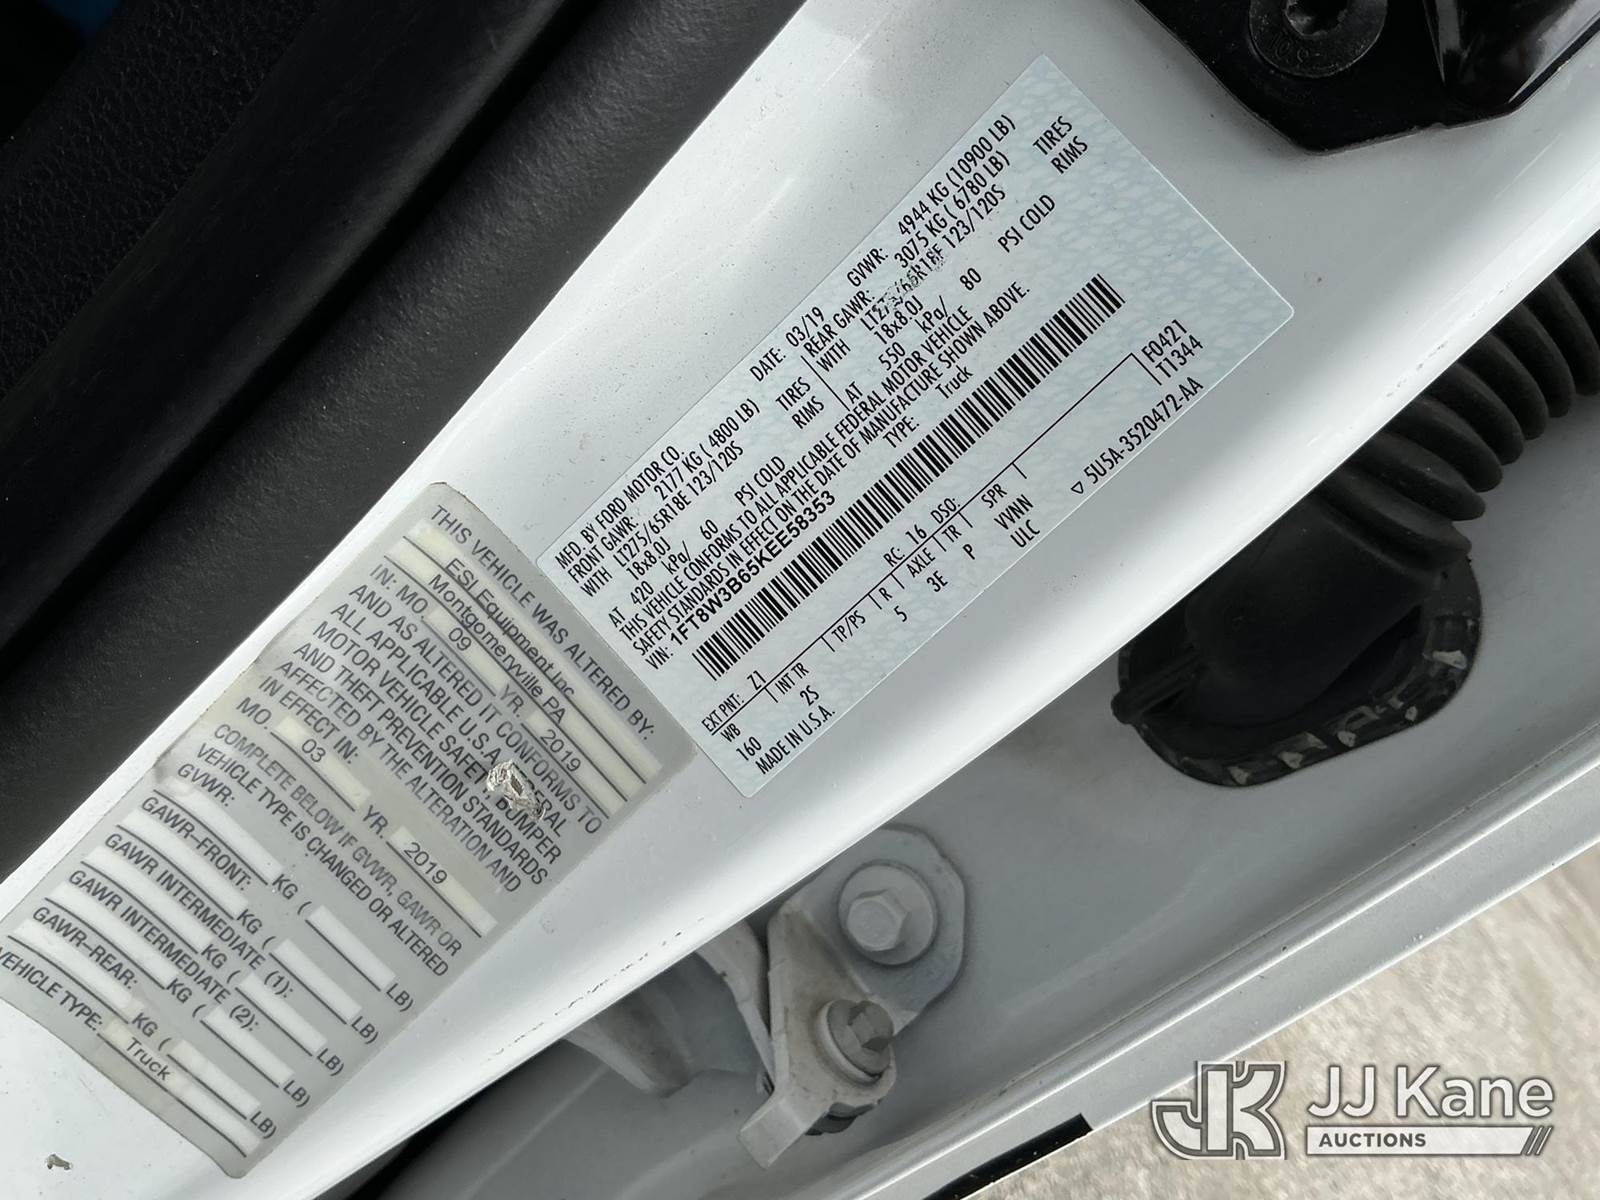 MFD. BY FORD MOTOR CO.
DATE: 03/19 GVWR: 4944 KG (10900 LB)
FRONT GAWR: 2177 KG ( 4800 LB) REAR GAWR: 3075 KG ( 6780 LB)
WITH LT275/65R18E 123/120S TIRES WITH LT275/65R18E 123/120S TIRES
18x8.0J RIMS 18x8.0J RIMS
AT 420 kPa/ 60 PSI COLD AT 550 kPa/ 80 PSI COLD
THIS VEHICLE CONFORMS TO ALL APPLICABLE FEDERAL MOTOR VEHICLE
SAFETY STANDARDS IN EFFECT ON THE DATE OF MANUFACTURE SHOWN ABOVE.
VIN: 1FT8W3B65KEE58353 TYPE: Truck
EXT PNT: Z1 RC: 16 DSO: F0421
T1344
WB INT TR TP/PS R AXLE TR SPR
160 2S 5 3E P VVNN
MADE IN U.S.A. ULC
▽ 5U5A-3520472-AA
THIS VEHICLE WAS ALTERED BY:
ESI Equipment, Inc.
Montgomeryville, PA
IN: MO. 09 YR. 2019
AND AS ALTERED IT CONFORMS TO
ALL APPLICABLE U.S.A. FEDERAL
MOTOR VEHICLE SAFETY, BUMPER
AND THEFT PREVENTION STANDARDS
AFFECTED BY THE ALTERATION AND
IN EFFECT IN:
MO. 03 YR. 2019
COMPLETE BELOW IF GVWR, GAWR OR
VEHICLE TYPE IS CHANGED OR ALTERED
GVWR: KG ( LB)
GAWR-FRONT: KG ( LB)
GAWR INTERMEDIATE (1): KG ( LB)
GAWR INTERMEDIATE (2): KG ( LB)
GAWR-REAR: KG ( LB)
VEHICLE TYPE: Truck
JK JJ Kane
AUCTIONS